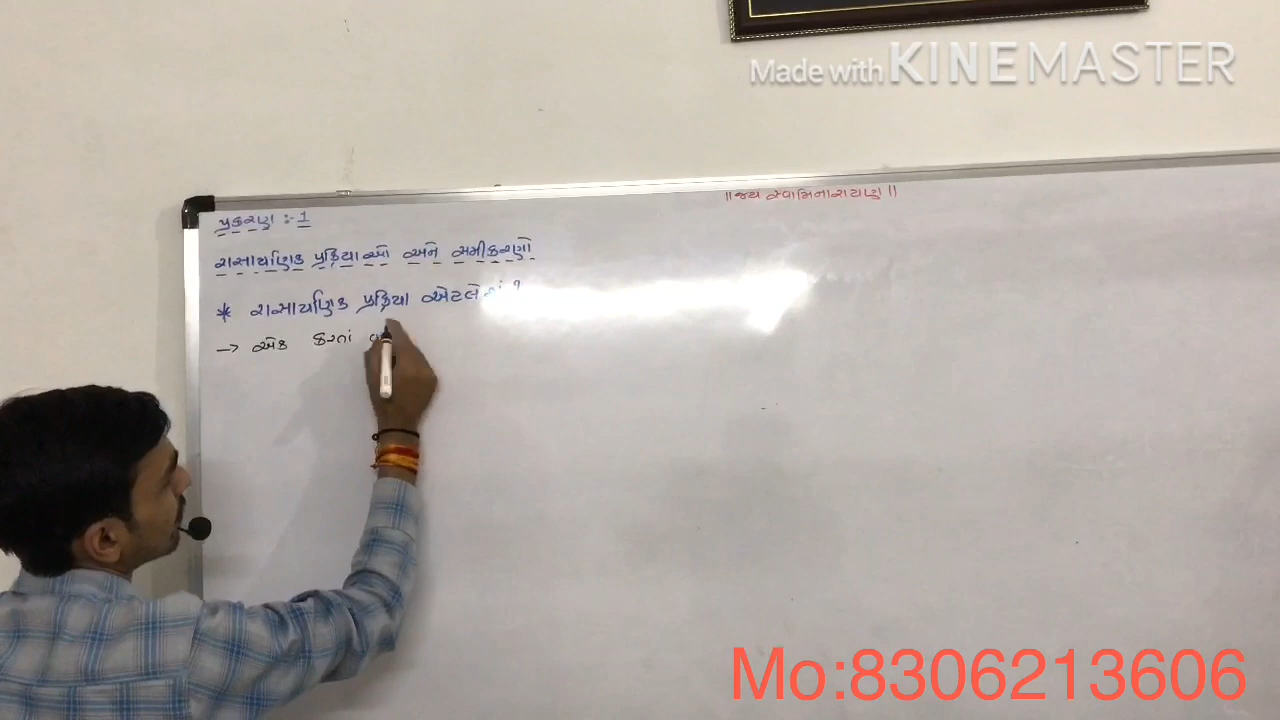 Made with KINEMASTER
॥ જય સ્વામિનારાયણ ॥
પ્રકરણ :- 1
રાસાયણિક પ્રક્રિયાઓ અને સમીકરણો
* રાસાયણિક પ્રક્રિયા એટલે શું ?
→ એક કરતાં
Mo:8306213606